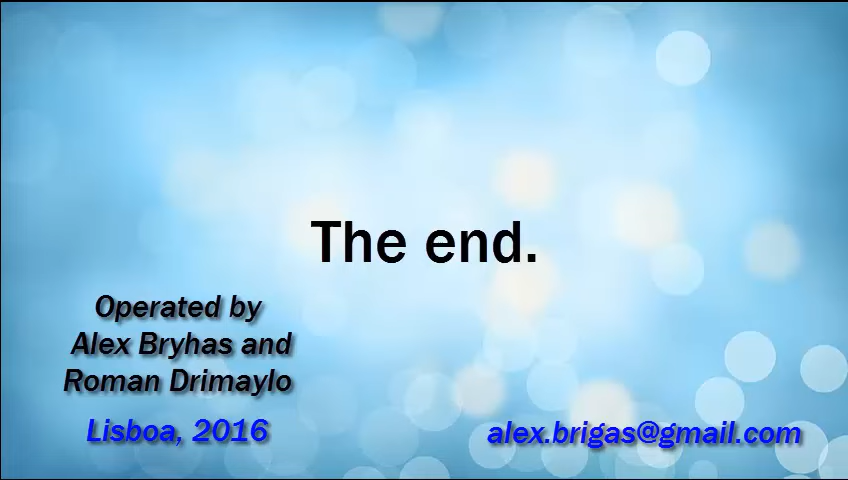 The end.
Operated by
Alex Bryhas and
Roman Drimaylo
Lisboa, 2016
alex.brigas@gmail.com